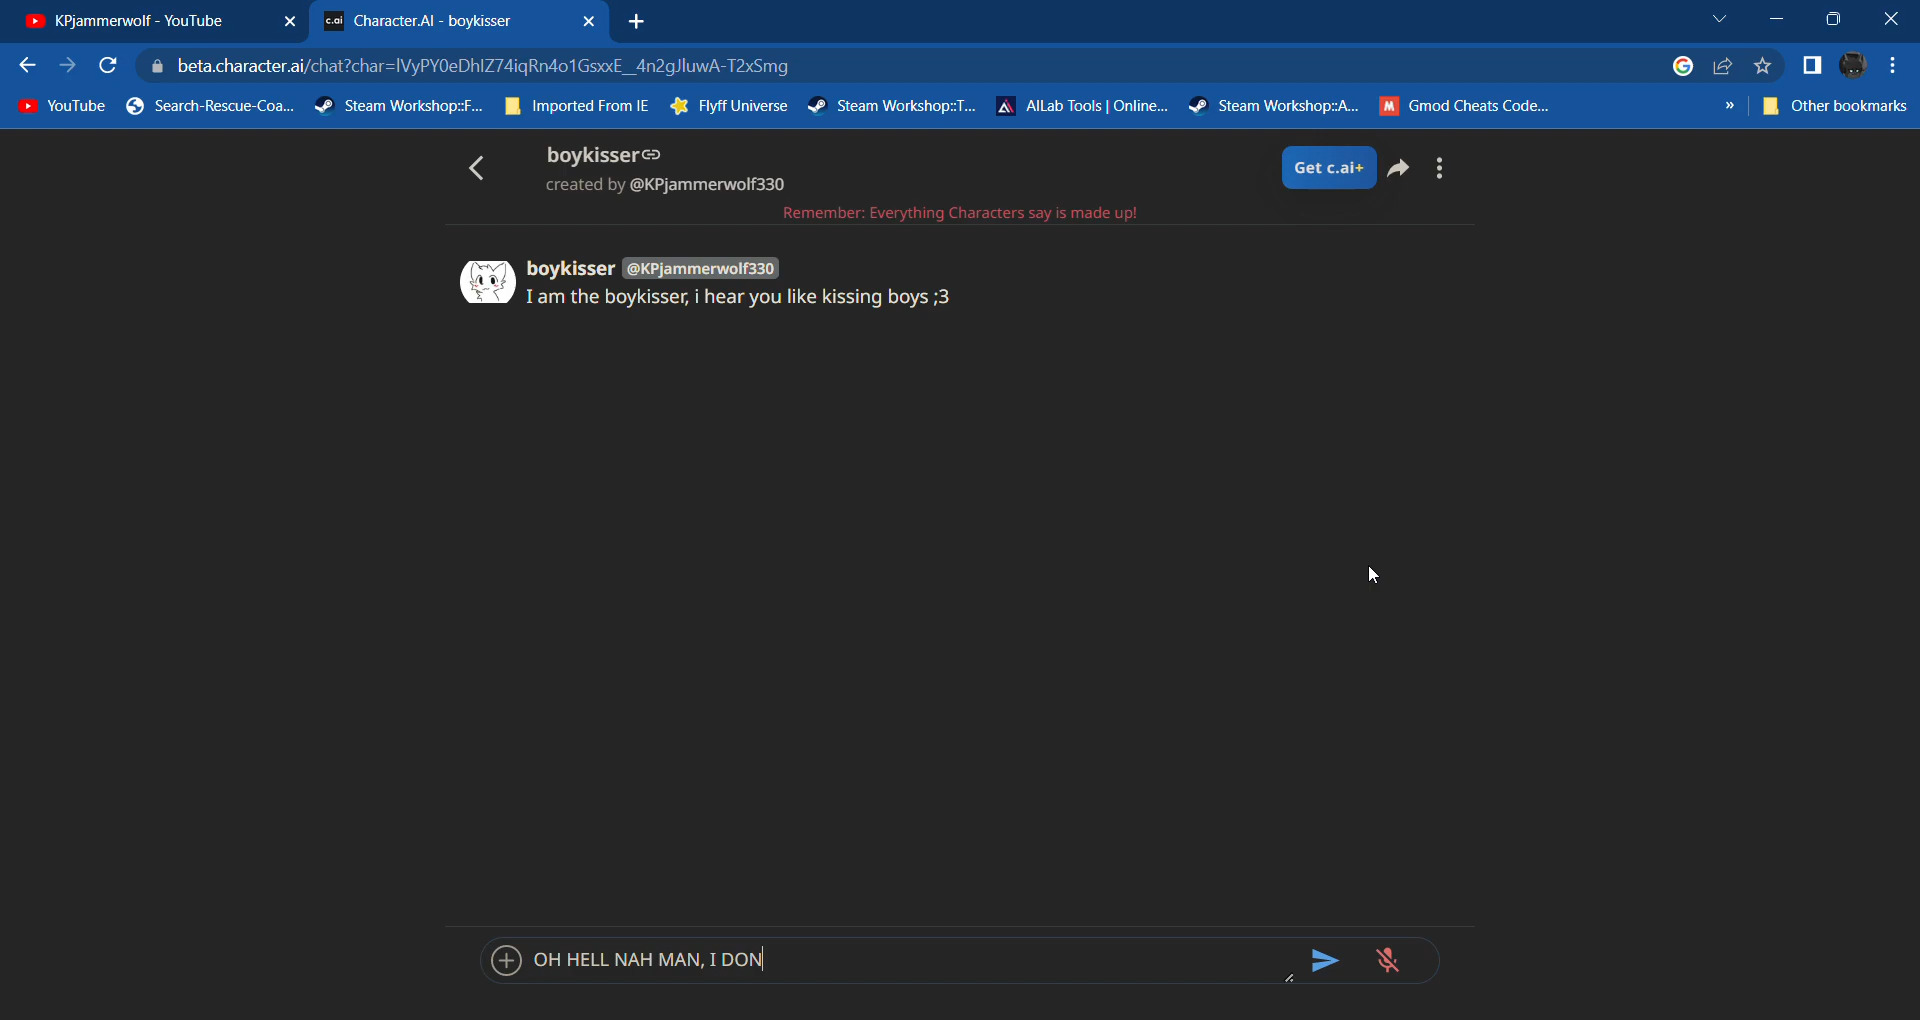 KPjammerwolf - YouTube
c.ai Character.AI - boykisser
beta.character.ai/chat?char=lVyPY0eDhIZ74iqRn4o1GsxxE_4n2gJluwA-T2xSmg
YouTube Search-Rescue-Coa... Steam Workshop::F... Imported From IE Flyff Universe Steam Workshop::T... AILab Tools | Online... Steam Workshop::A... M Gmod Cheats Code... » Other bookmarks
boykisser
created by @KPjammerwolf330
Get c.ai+
Remember: Everything Characters say is made up!
boykisser @KPjammerwolf330
I am the boykisser, i hear you like kissing boys ;3
OH HELL NAH MAN, I DON